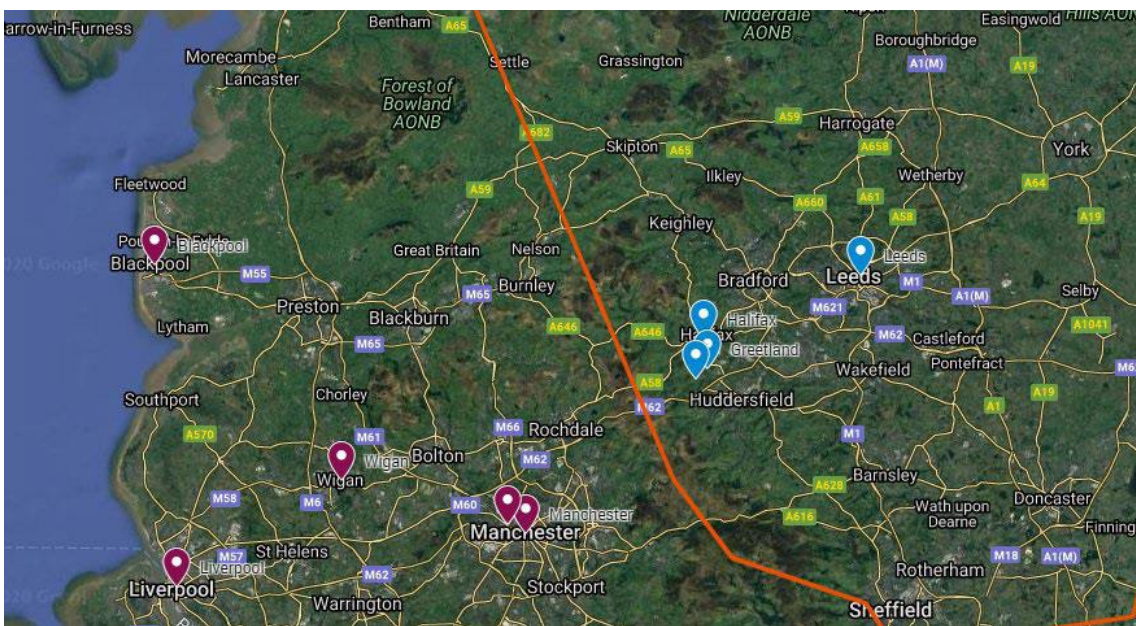 Bentham
A65
Nidderdale
AONB
Easingwold
Hills AON
arrow-in-Furness
Boroughbridge
Morecambe
Settle
Grassington
A1(M)
A19
Lancaster
Forest of
Bowland
AONB
A59
A682
Harrogate
Skipton
A65
A658
York
Fleetwood
A59
Ilkley
Wetherby
A64
A660
A61
A58
A19
Keighley
Blackpool
Great Britain
Nelson
Leeds
020 Google
Blackpool
M55
Bradford
Leeds
M1
Burnley
M65
A1(M)
Selby
Preston
M621
Blackburn
Halifax
Lytham
A646
A646
M62
A1041
M65
Greetland
Castleford
Pontefract
Wakefield
A58
Chorley
A19
Southport
Huddersfield
M62
A1
A570
M61
M66
Rochdale
M1
Bolton
Wigan
M62
Wigan
Barnsley
A628
M58
M6
M60
Manchester
A616
Wath upon
Dearne
Doncaster
Manchester
Finning
St Helens
M57
Liverpool
M18
A1(M)
M62
Rotherham
Liverpool
Stockport
Warrington
Sheffield